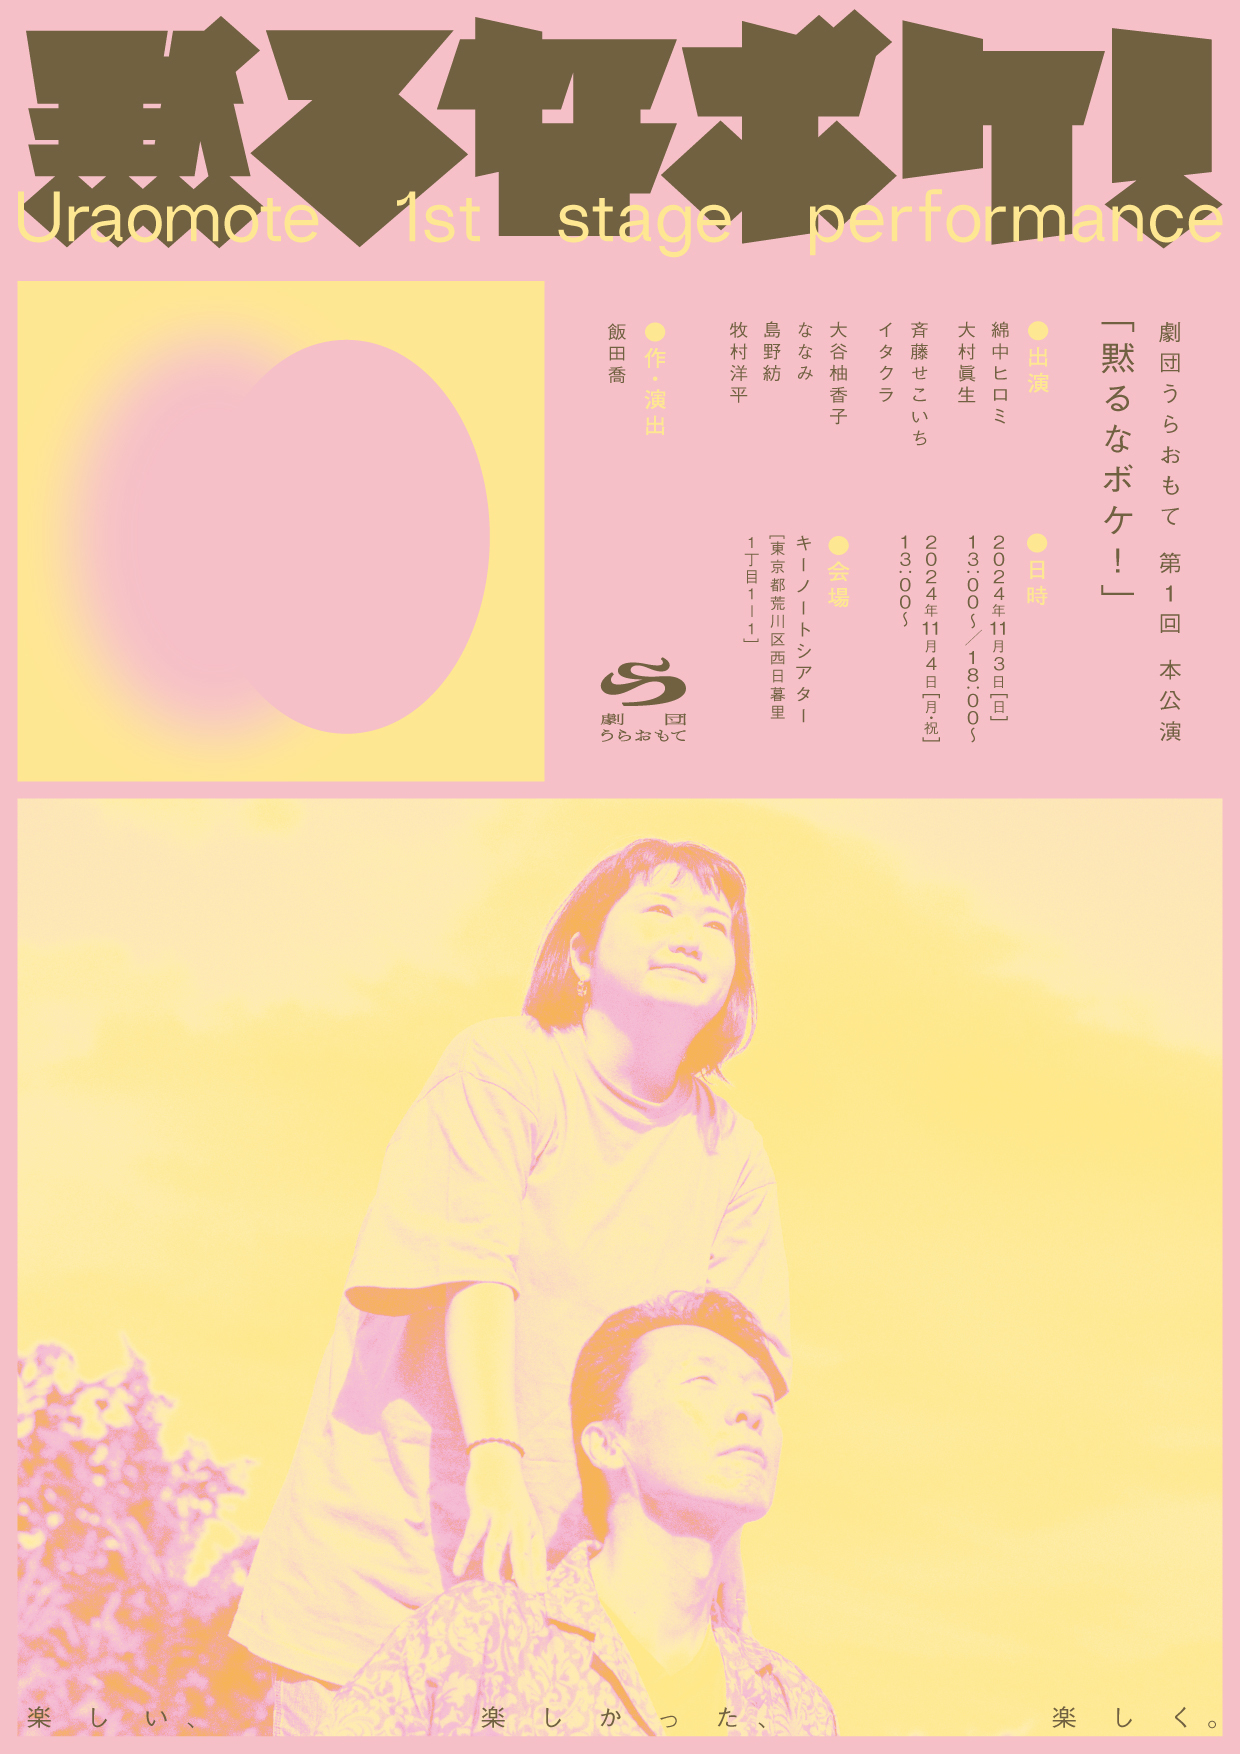 黙るなボケ!
Uraomote 1st stage performance
劇団うらおもて 第1回 本公演
「黙るなボケ!」
●出演
綿中ヒロミ
大村眞生
斉藤せこいち
イタクラ
大谷柚香子
ななみ
島野紡
牧村洋平
●作・演出
飯田喬
●日時
2024年11月3日[日]
13:00〜/18:00〜
2024年11月4日[月・祝]
13:00〜
●会場
キーノートシアター
[東京都荒川区西日暮里
1丁目1ー1]
劇団
うらおもて
楽しい、 楽しかった、 楽しく。